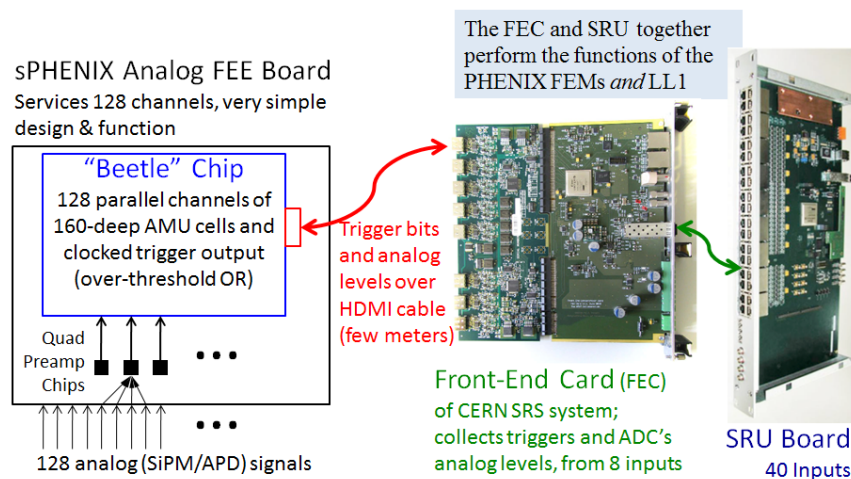 The FEC and SRU together
perform the functions of the
PHENIX FEMs and LL1
sPHENIX Analog FEE Board
Services 128 channels, very simple
design & function
“Beetle” Chip
128 parallel channels of
160-deep AMU cells and
clocked trigger output
(over-threshold OR)
Trigger bits
and analog
levels over
HDMI cable
(few meters)
Quad
Preamp
Chips
128 analog (SiPM/APD) signals
Front-End Card (FEC)
of CERN SRS system;
collects triggers and ADC’s
analog levels, from 8 inputs
SRU Board
40 Inputs